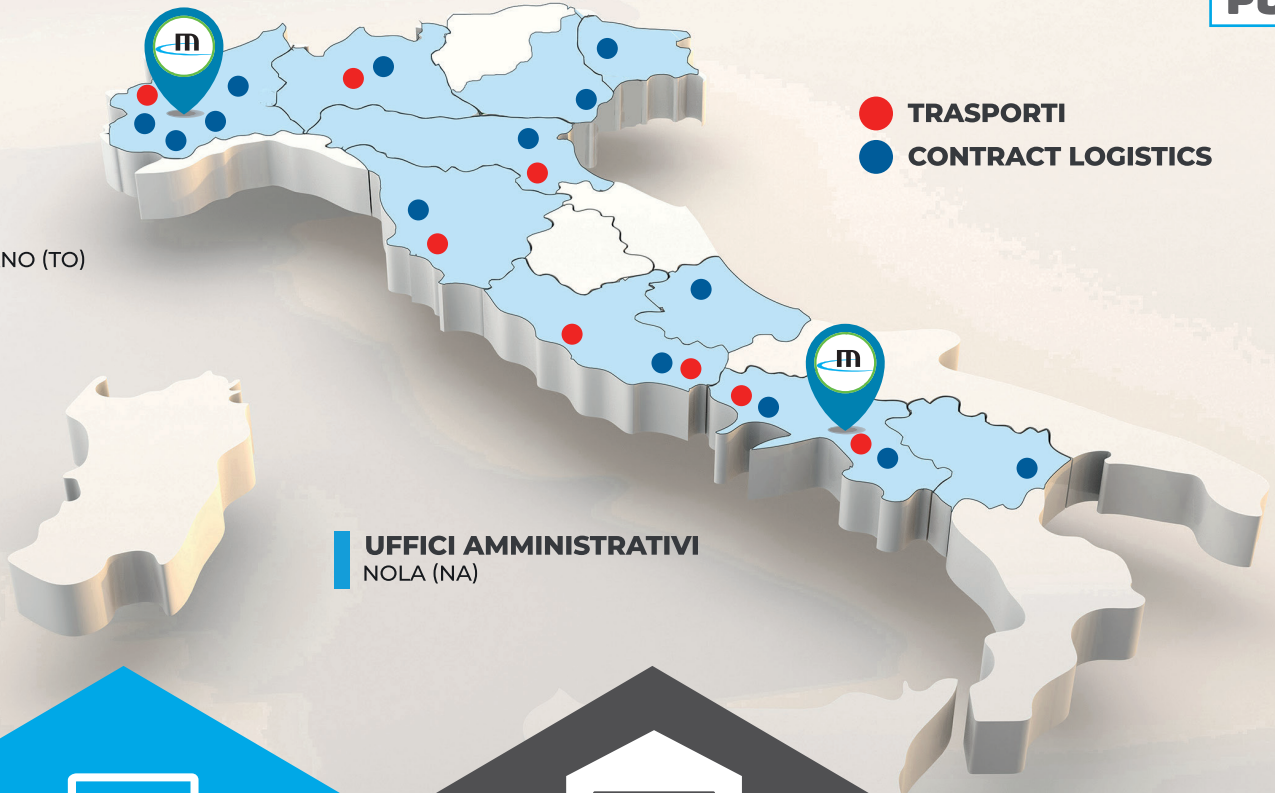 TRASPORTI
CONTRACT LOGISTICS
NO (TO)
m
m
UFFICI AMMINISTRATIVI
NOLA (NA)